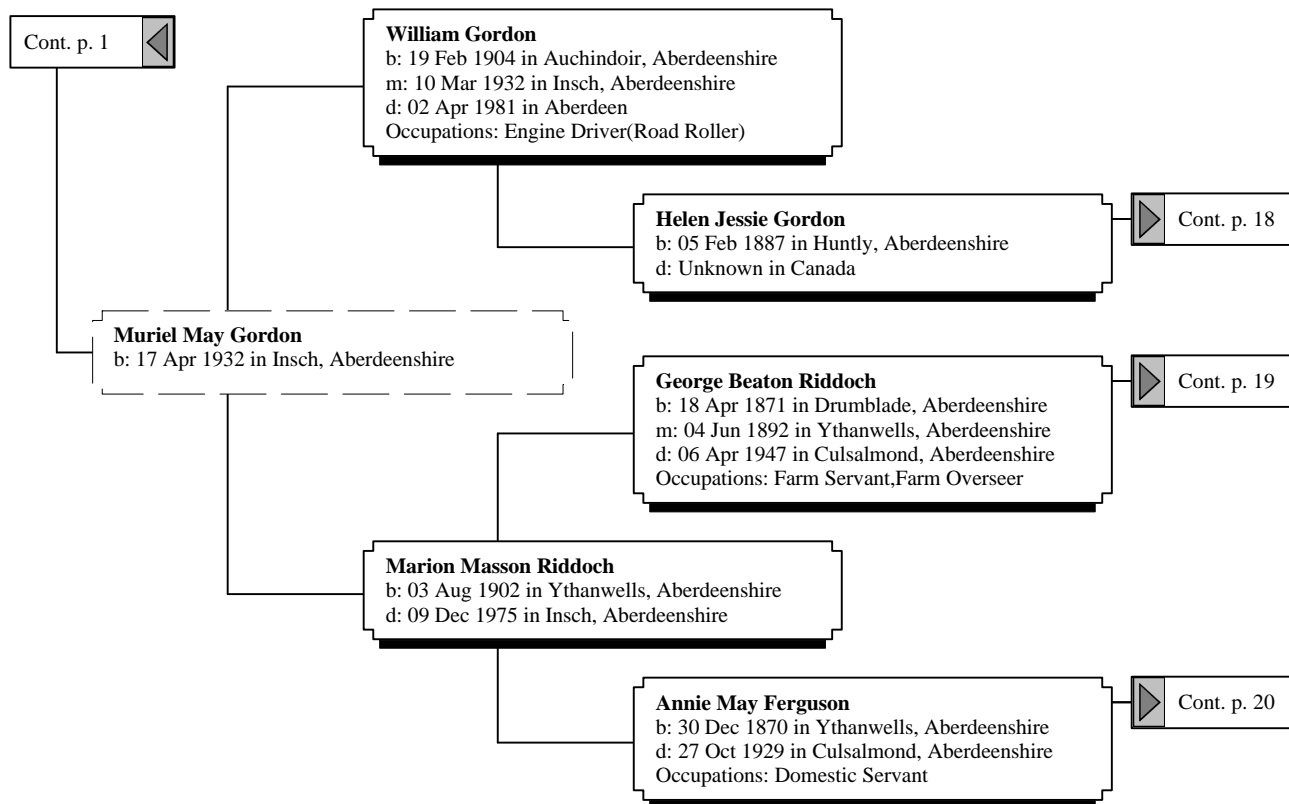 Cont. p. 1
William Gordon
b: 19 Feb 1904 in Auchindoir, Aberdeenshire
m: 10 Mar 1932 in Insch, Aberdeenshire
d: 02 Apr 1981 in Aberdeen
Occupations: Engine Driver(Road Roller)
Helen Jessie Gordon
b: 05 Feb 1887 in Huntly, Aberdeenshire
d: Unknown in Canada
Cont. p. 18
Muriel May Gordon
b: 17 Apr 1932 in Insch, Aberdeenshire
George Beaton Riddoch
b: 18 Apr 1871 in Drumblade, Aberdeenshire
m: 04 Jun 1892 in Ythanwells, Aberdeenshire
d: 06 Apr 1947 in Culsalmond, Aberdeenshire
Occupations: Farm Servant,Farm Overseer
Cont. p. 19
Marion Masson Riddoch
b: 03 Aug 1902 in Ythanwells, Aberdeenshire
d: 09 Dec 1975 in Insch, Aberdeenshire
Annie May Ferguson
b: 30 Dec 1870 in Ythanwells, Aberdeenshire
d: 27 Oct 1929 in Culsalmond, Aberdeenshire
Occupations: Domestic Servant
Cont. p. 20